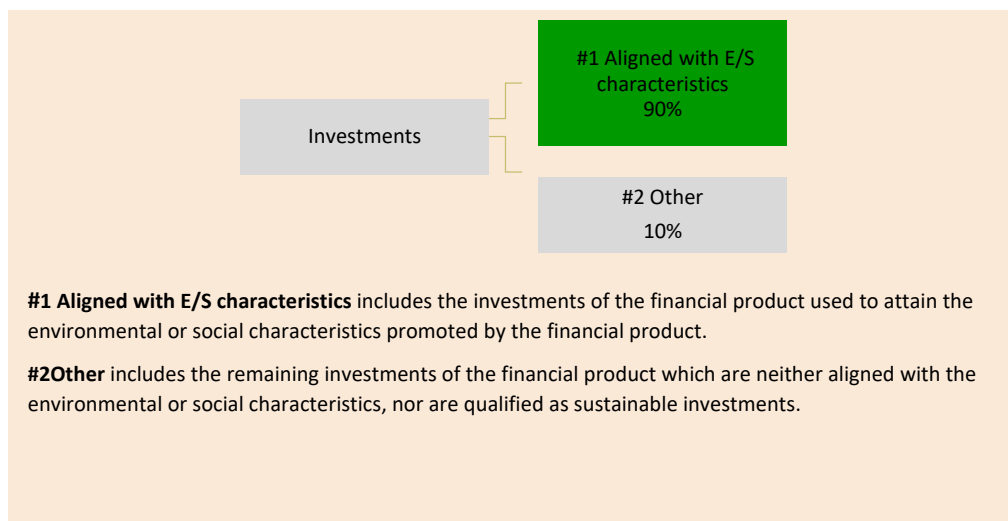 #1 Aligned with E/S
characteristics
90%
Investments
#2 Other
10%
#1 Aligned with E/S characteristics includes the investments of the financial product used to attain the
environmental or social characteristics promoted by the financial product.
#2Other includes the remaining investments of the financial product which are neither aligned with the
environmental or social characteristics, nor are qualified as sustainable investments.